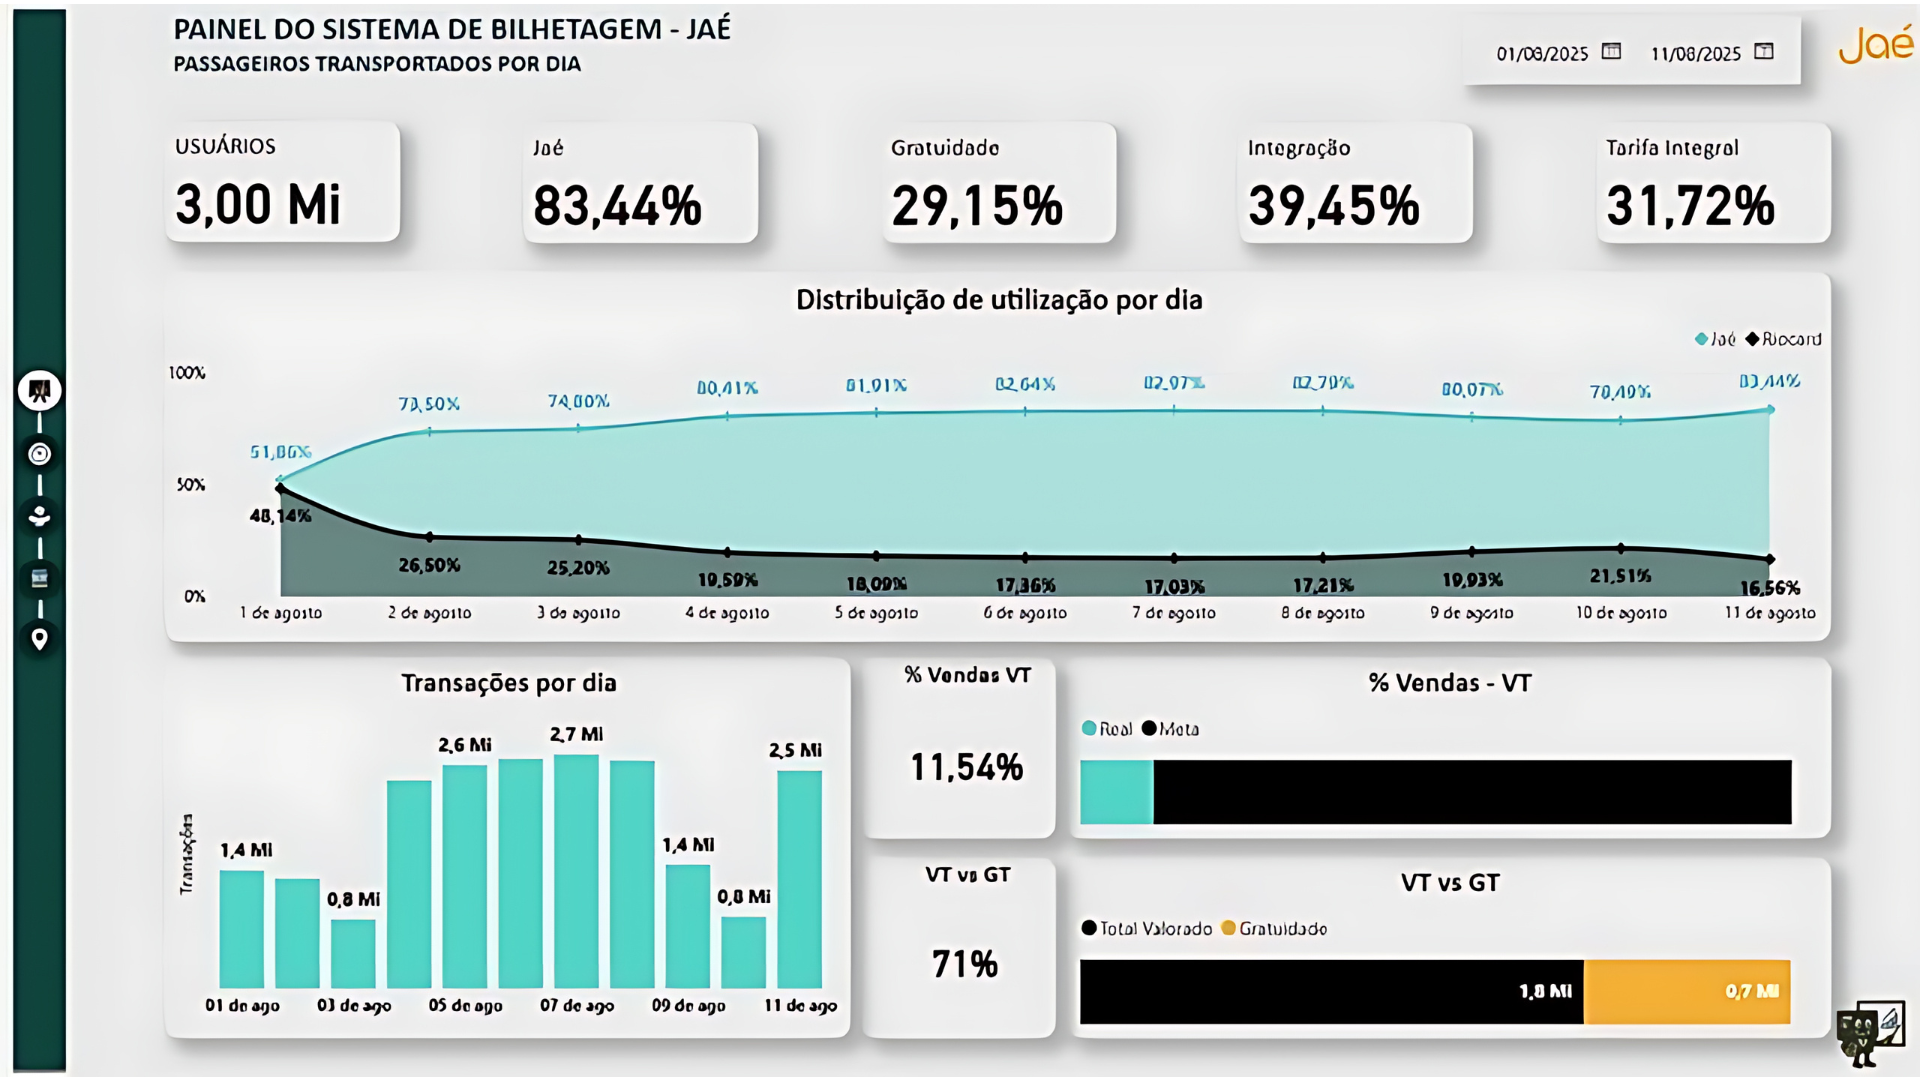 PAINEL DO SISTEMA DE BILHETAGEM - JAÉ
PASSAGEIROS TRANSPORTADOS POR DIA
01/08/2025 11/08/2025
Jaé
USUÁRIOS
3,00 Mi
Jaé
83,44%
Gratuidade
29,15%
Integração
39,45%
Tarifa Integral
31,72%
Distribuição de utilização por dia
Jaé Riocard
100%
50%
0%
51,86% 73,50% 74,80% 80,41% 81,91% 82,64% 82,97% 82,79% 80,07% 78,49% 83,44%
48,14% 26,50% 25,20% 19,59% 18,09% 17,36% 17,03% 17,21% 19,93% 21,51% 16,56%
1 de agosto 2 de agosto 3 de agosto 4 de agosto 5 de agosto 6 de agosto 7 de agosto 8 de agosto 9 de agosto 10 de agosto 11 de agosto
Transações por dia
Transações
1,4 Mi 0,8 Mi 2,6 Mi 2,7 Mi 1,4 Mi 0,8 Mi 2,5 Mi
01 de ago 03 de ago 05 de ago 07 de ago 09 de ago 11 de ago
% Vendas VT
11,54%
% Vendas - VT
Real Meta
VT vs GT
71%
VT vs GT
Total Valorado Gratuidade
1,8 Mi 0,7 Mi